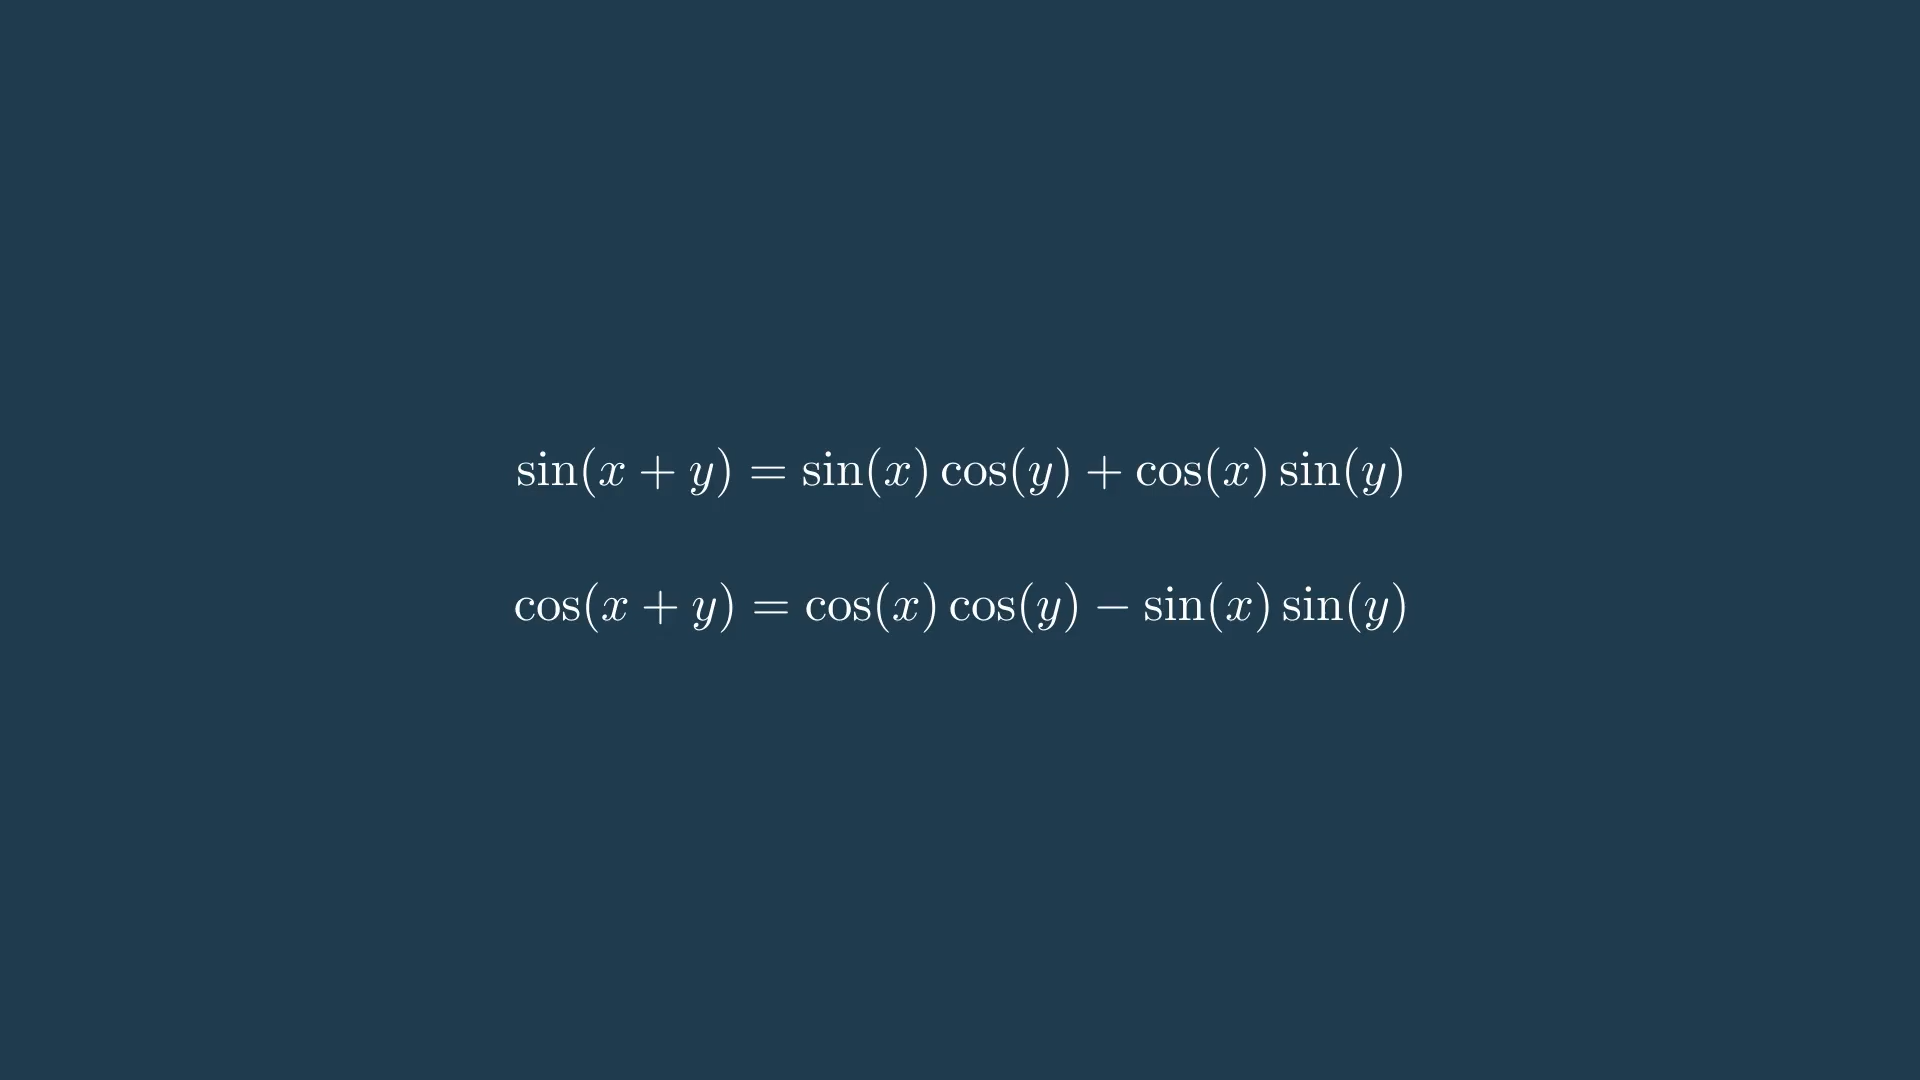 sin(x + y) = sin(x) cos(y) + cos(x) sin(y)
cos(x + y) = cos(x) cos(y) − sin(x) sin(y)